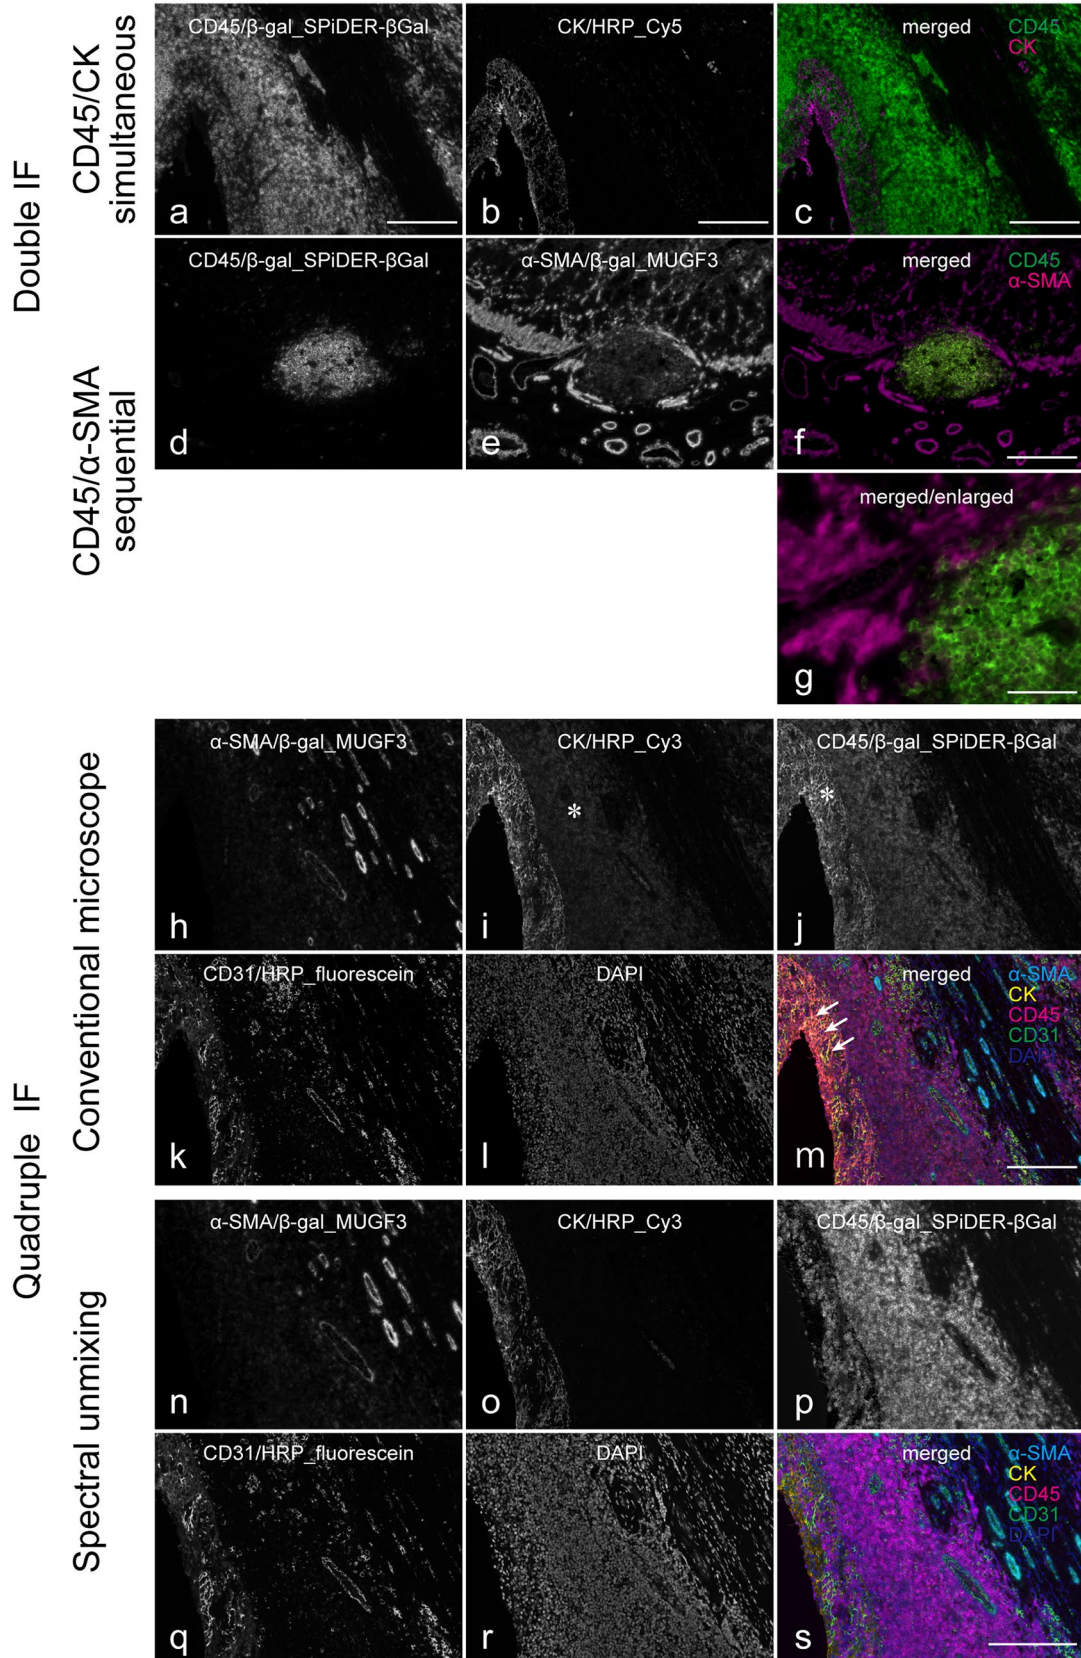 Double IF
CD45/CK
simultaneous
CD45/β-gal_SPiDER-βGal
a
CK/HRP_Cy5
b
merged
CD45
CK
c
CD45/α-SMA
sequential
CD45/β-gal_SPiDER-βGal
d
α-SMA/β-gal_MUGF3
e
merged
CD45
α-SMA
f
merged/enlarged
g
Quadruple IF
Conventional microscope
α-SMA/β-gal_MUGF3
h
CK/HRP_Cy3
*
i
CD45/β-gal_SPiDER-βGal
*
j
CD31/HRP_fluorescein
k
DAPI
l
merged
α-SMA
CK
CD45
CD31
DAPI
m
Spectral unmixing
α-SMA/β-gal_MUGF3
n
CK/HRP_Cy3
o
CD45/β-gal_SPiDER-βGal
p
CD31/HRP_fluorescein
q
DAPI
r
merged
α-SMA
CK
CD45
CD31
DAPI
s